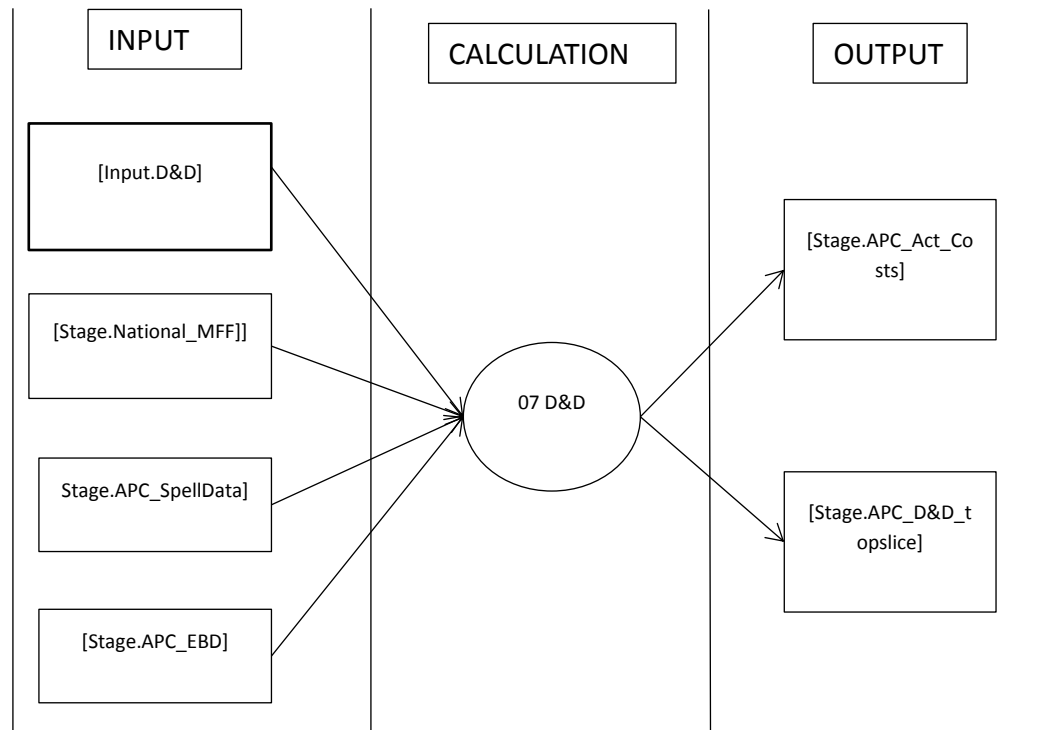 INPUT
CALCULATION
OUTPUT
[Input.D&D]
[Stage.National_MFF]]
Stage.APC_SpellData]
[Stage.APC_EBD]
07 D&D
[Stage.APC_Act_Co
sts]
[Stage.APC_D&D_t
opslice]